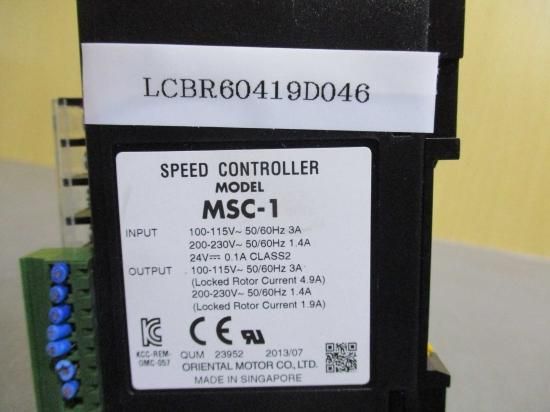 LCBR60419D046
SPEED CONTROLLER
MODEL
MSC-1
INPUT 100-115V~ 50/60Hz 3A
200-230V~ 50/60Hz 1.4A
24V⎓ 0.1A CLASS2
OUTPUT 100-115V~ 50/60Hz 3A
(Locked Rotor Current 4.9A)
200-230V~ 50/60Hz 1.4A
(Locked Rotor Current 1.9A)
KCC-REM-
OMC-057
QUM 23952 2013/07
ORIENTAL MOTOR CO., LTD.
MADE IN SINGAPORE